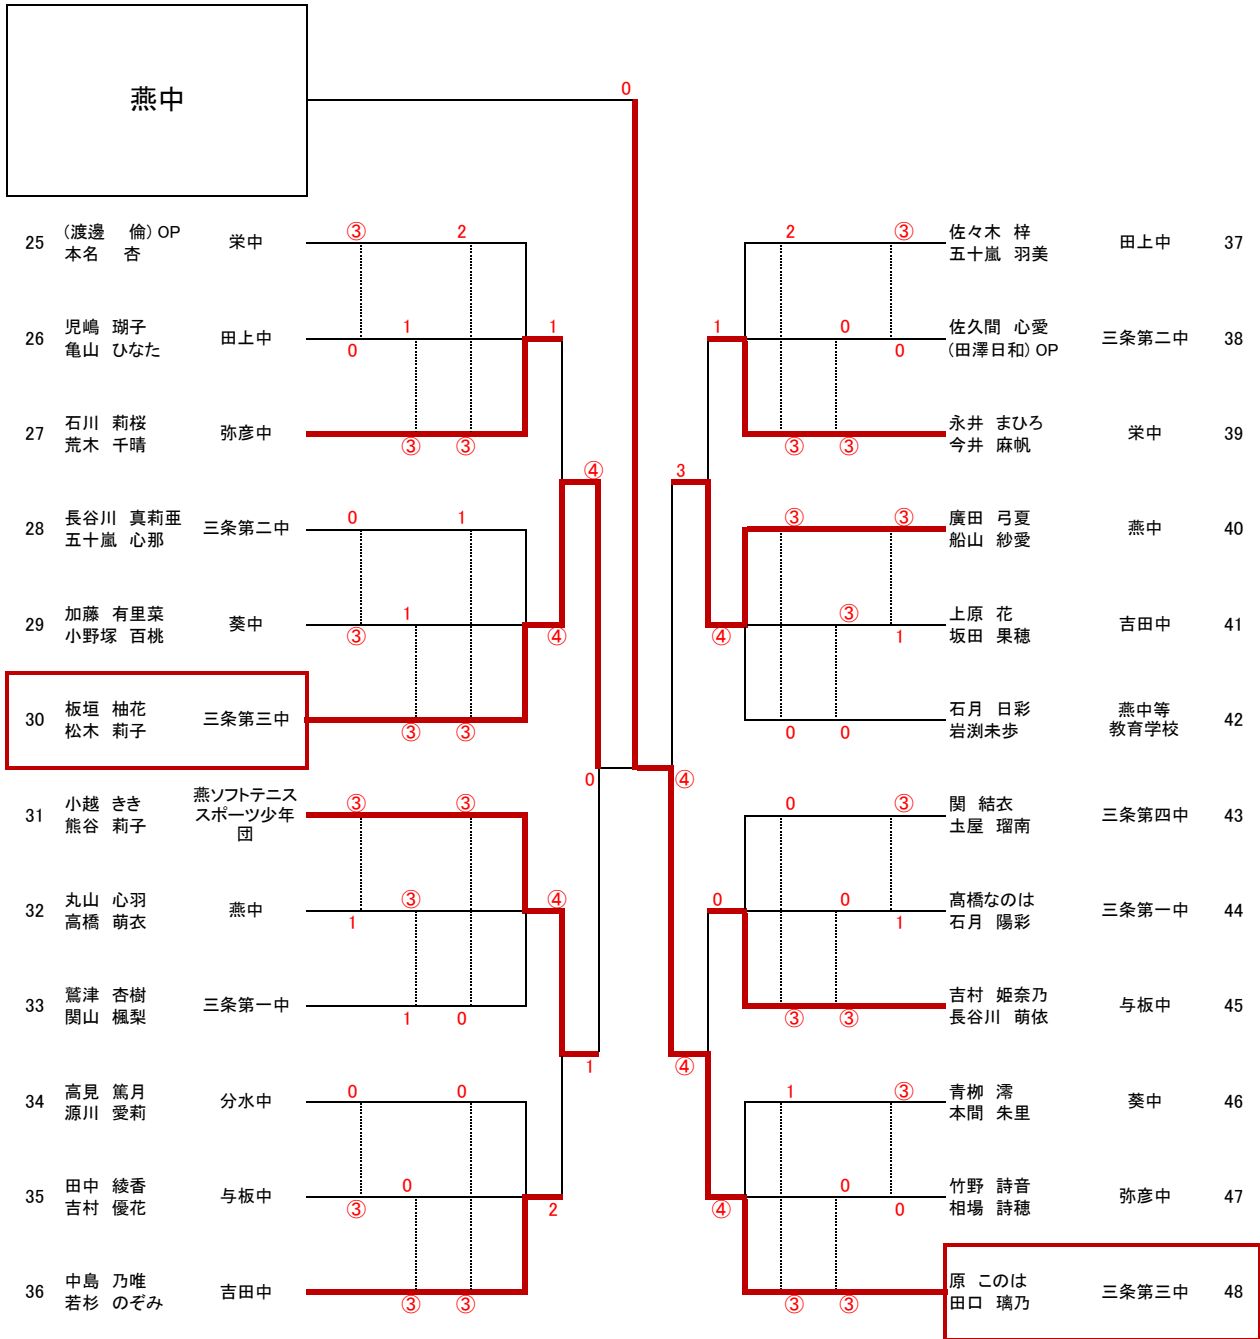 燕中
0
25 (渡邊 倫)OP 栄中 ③ 2
本名 杏
26 児嶋 瑚子 田上中 1 1
亀山 ひなた 0
27 石川 莉桜 弥彦中
荒木 千晴 ③ ③
④
28 長谷川 真莉亜 三条第二中 0 1
五十嵐 心那
29 加藤 有里菜 葵中 1
小野塚 百桃 ③ ④
30 板垣 柚花 三条第三中
松木 莉子 ③ ③
0
31 小越 きき 燕ソフトテニス ③ ③
熊谷 莉子 スポーツ少年
団
32 丸山 心羽 燕中 ③ ④
高橋 萌衣 1
33 鷲津 杏樹 三条第一中
関山 楓梨 1 0
1
34 高見 篤月 分水中 0 0
源川 愛莉
35 田中 綾香 与板中 0
吉村 優花 ③ 2
36 中島 乃唯 吉田中
若杉 のぞみ ③ ③
2 ③ 佐々木 梓 田上中 37
五十嵐 羽美
1 0 佐久間 心愛 三条第二中 38
0 (田澤日和)OP
永井 まひろ 栄中 39
③ ③ 今井 麻帆
3
③ ③ 廣田 弓夏 燕中 40
船山 紗愛
③ 上原 花 吉田中 41
④ 1 坂田 果穂
石月 日彩 燕中等 42
0 0 岩渕未歩 教育学校
④
0 ③ 関 結衣 三条第四中 43
圡屋 瑠南
0 0 髙橋なのは 三条第一中 44
1 石月 陽彩
吉村 姫奈乃 与板中 45
③ ③ 長谷川 萌依
④
1 ③ 青栁 澪 葵中 46
本間 朱里
0 竹野 詩音 弥彦中 47
④ 0 相場 詩穂
原 このは 三条第三中 48
③ ③ 田口 璃乃